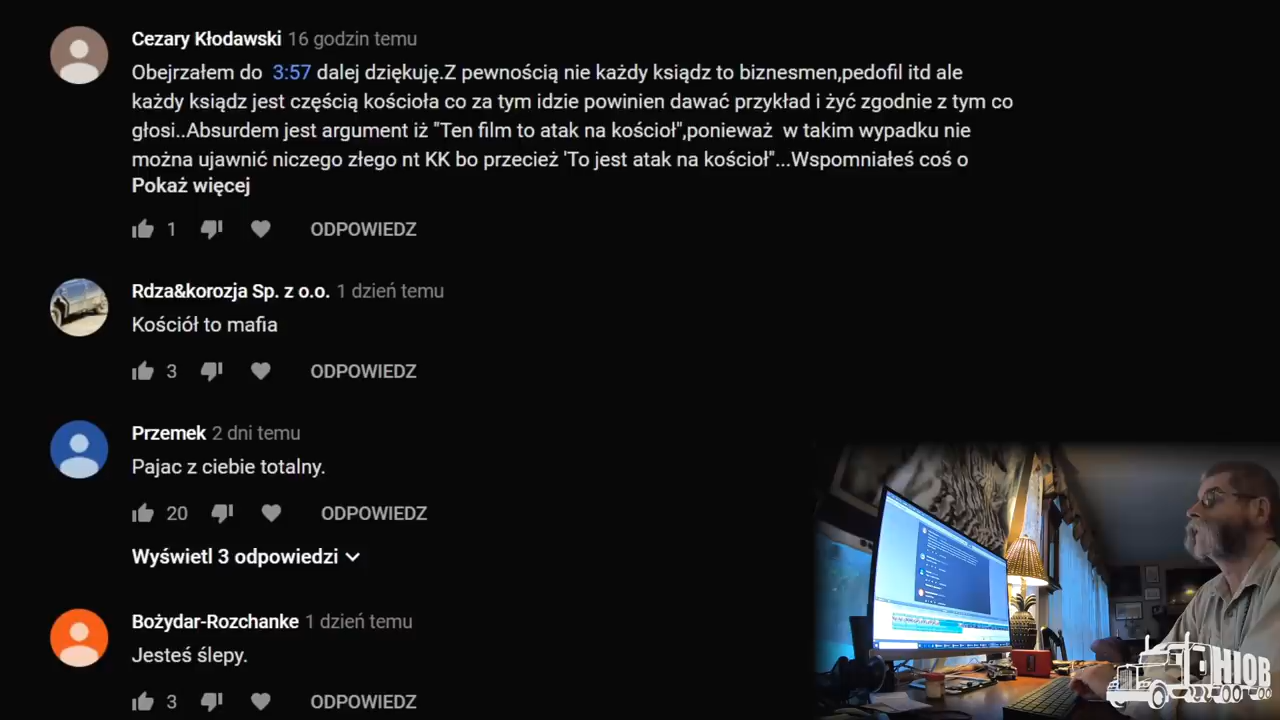 Cezary Kłodawski 16 godzin temu
Obejrzałem do 3:57 dalej dziękuję.Z pewnością nie każdy ksiądz to biznesmen,pedofil itd ale
każdy ksiądz jest częścią kościoła co za tym idzie powinien dawać przykład i żyć zgodnie z tym co
głosi..Absurdem jest argument iż "Ten film to atak na kościoł",ponieważ w takim wypadku nie
można ujawnić niczego złego nt KK bo przecież 'To jest atak na kościoł"...Wspomniałeś coś o
Pokaż więcej
1 ODPOWIEDZ
Rdza&korozja Sp. z o.o. 1 dzień temu
Kościół to mafia
3 ODPOWIEDZ
Przemek 2 dni temu
Pajac z ciebie totalny.
20 ODPOWIEDZ
Wyświetl 3 odpowiedzi
Bożydar-Rozchanke 1 dzień temu
Jesteś ślepy.
3 ODPOWIEDZ
HIOB